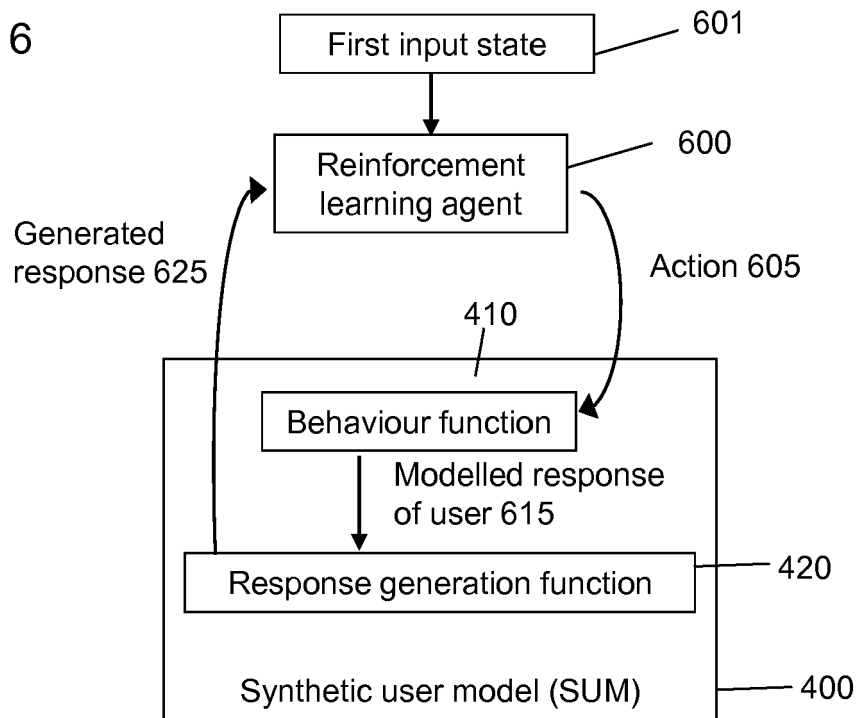 6
First input state
601
Reinforcement
learning agent
600
Generated
response 625
Action 605
410
Behaviour function
Modelled response
of user 615
Response generation function
420
Synthetic user model (SUM)
400